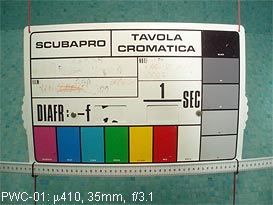 SCUBAPRO
TAVOLA
CROMATICA
DIAFR: -f
1
SEC
PWC-01: µ410, 35mm, f/3.1